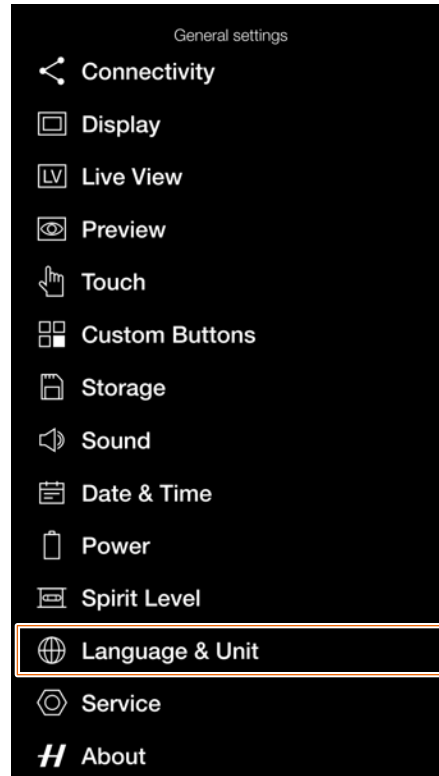 General settings
Connectivity
Display
LV Live View
Preview
Touch
Custom Buttons
Storage
Sound
Date & Time
Power
Spirit Level
Language & Unit
Service
H About